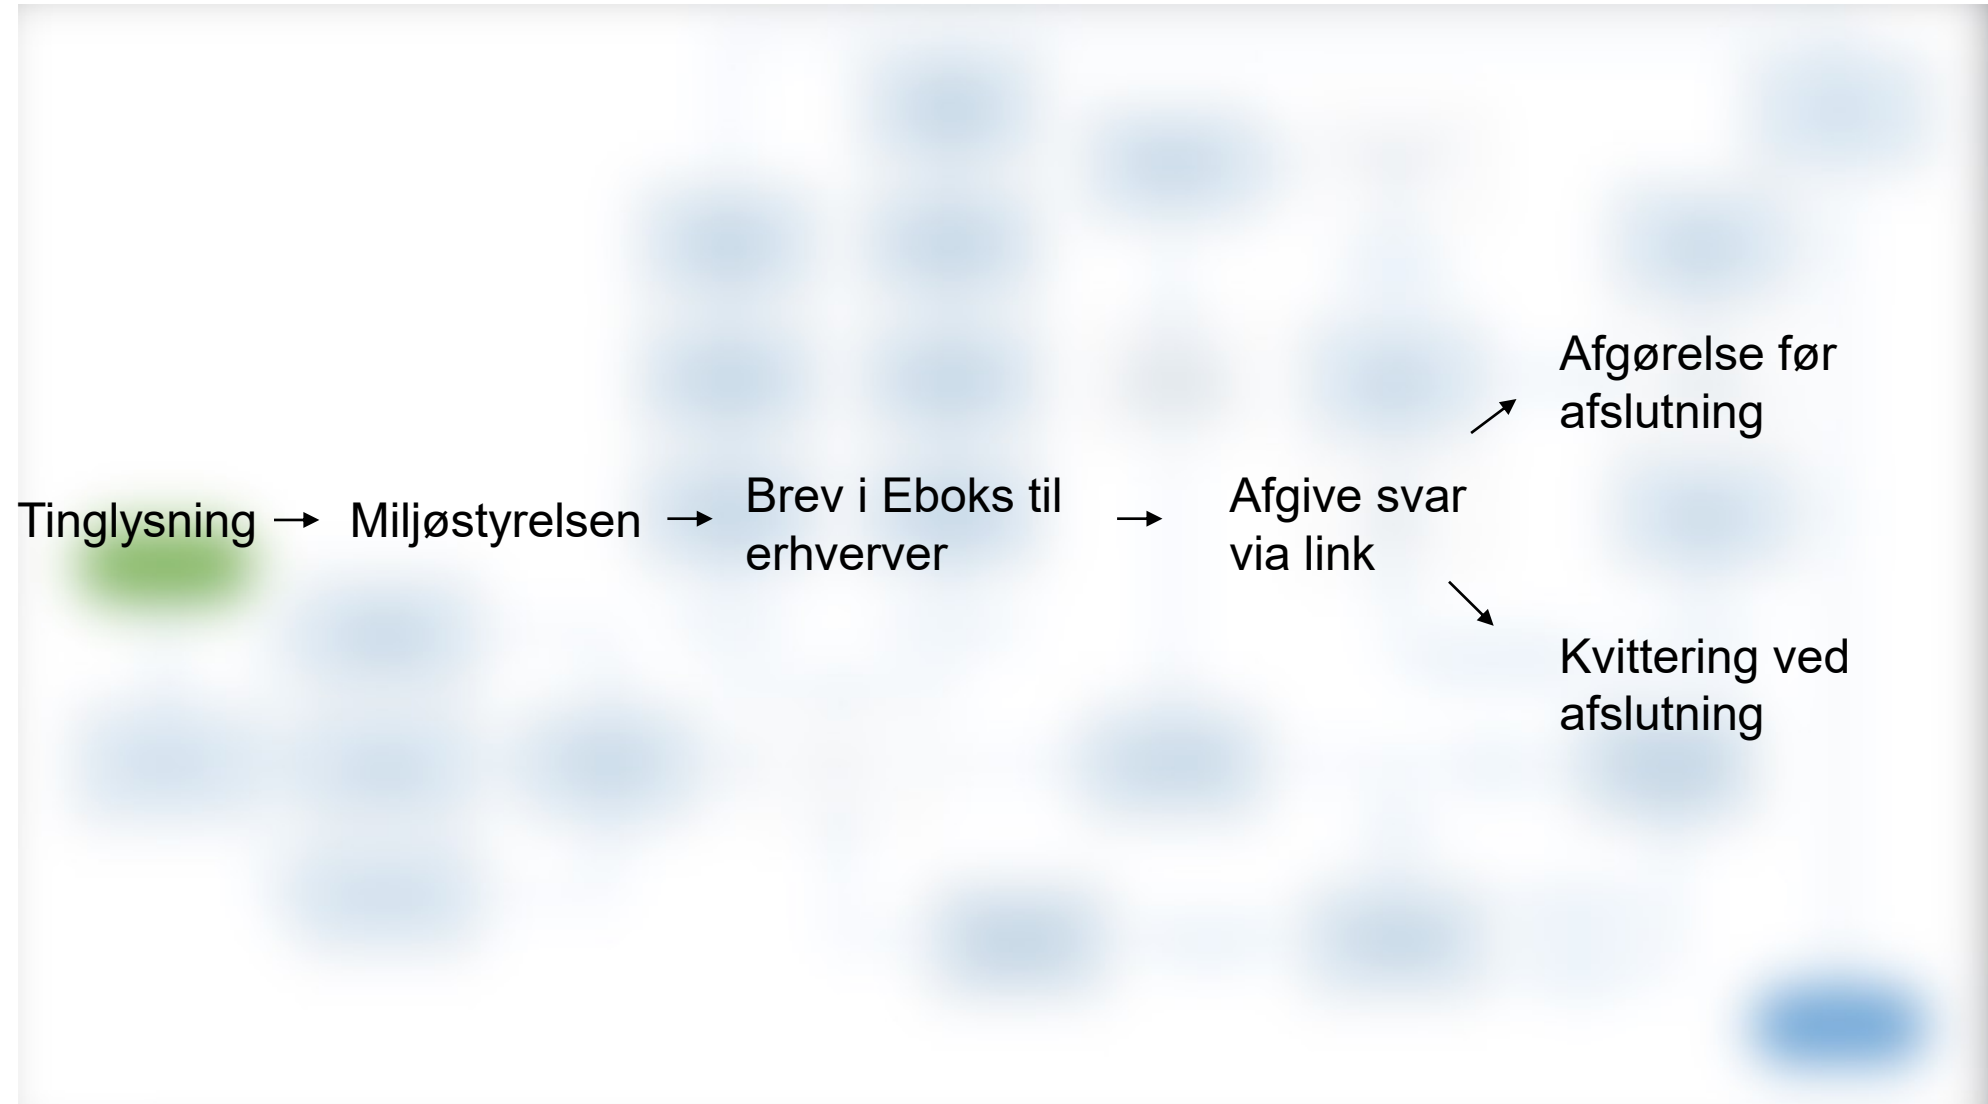 Tinglysning
Miljøstyrelsen
Brev i Eboks til
erhverver
Afgive svar
via link
Afgørelse før
afslutning
Kvittering ved
afslutning